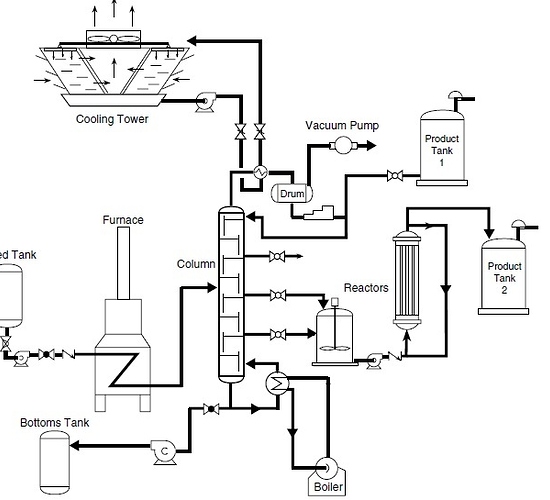 Cooling Tower
Vacuum Pump
Product
Tank
1
Drum
Furnace
ed Tank
Column
Reactors
Product
Tank
2
Bottoms Tank
C
C
Boiler